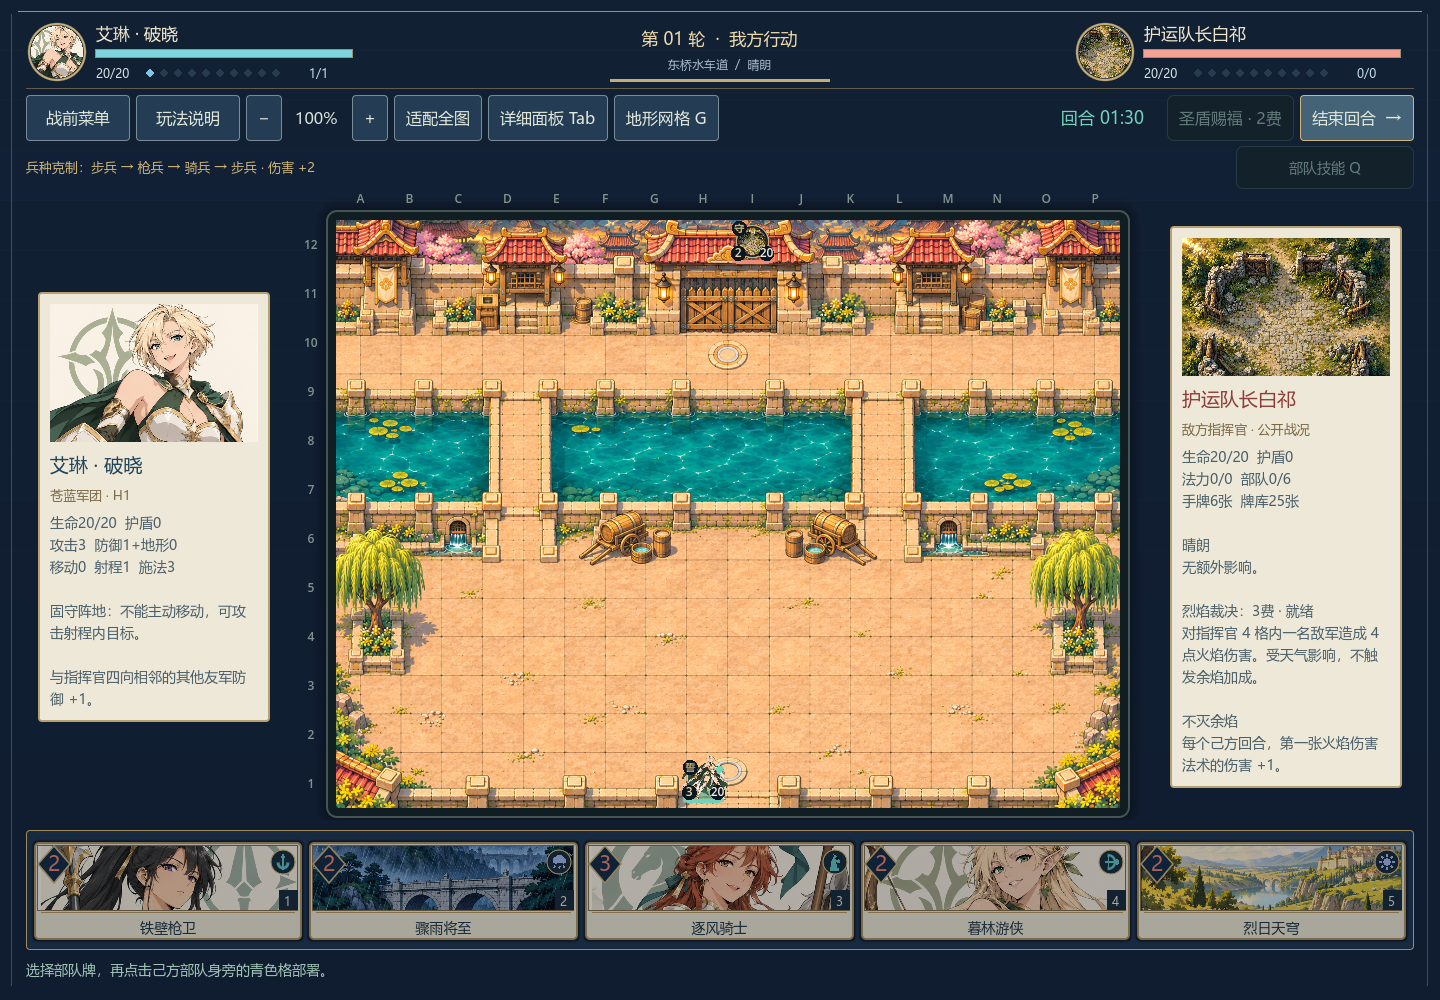 艾琳 · 破晓
20/20
1/1
第 01 轮 · 我方行动
东桥水车道 / 晴朗
护运队长白祁
20/20
0/0
战前菜单
玩法说明
−
100%
+
适配全图
详细面板 Tab
地形网格 G
回合 01:30
圣盾赐福 · 2费
结束回合 →
兵种克制：步兵 → 枪兵 → 骑兵 → 步兵 · 伤害 +2
部队技能 Q
A B C D E F G H I J K L M N O P
12
11
10
9
8
7
6
5
4
3
2
1
守
2 20
誓
3 20
艾琳 · 破晓
苍蓝军团 · H1
生命20/20 护盾0
攻击3 防御1+地形0
移动0 射程1 施法3
固守阵地：不能主动移动，可攻
击射程内目标。
与指挥官四向相邻的其他友军防
御 +1。
护运队长白祁
敌方指挥官 · 公开战况
生命20/20 护盾0
法力0/0 部队0/6
手牌6张 牌库25张
晴朗
无额外影响。
烈焰裁决：3费 · 就绪
对指挥官 4 格内一名敌军造成 4
点火焰伤害。受天气影响，不触
发余焰加成。
不灭余焰
每个己方回合，第一张火焰伤害
法术的伤害 +1。
2
1
铁壁枪卫
2
2
骤雨将至
3
3
逐风骑士
2
4
暮林游侠
2
5
烈日天穹
选择部队牌，再点击己方部队身旁的青色格部署。